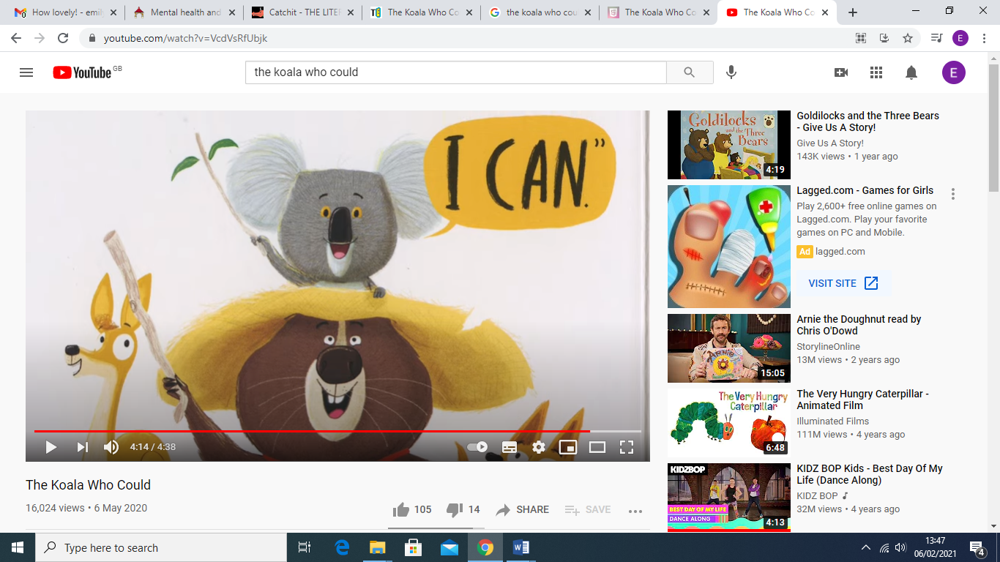 How lovely! - emily
Mental health and
Catchit - THE LITER
The Koala Who Co
the koala who coul
The Koala Who Co
The Koala Who Co
youtube.com/watch?v=VcdVsRfUbjk
E
YouTube GB
the koala who could
E
I CAN."
4:14 / 4:38
The Koala Who Could
16,024 views • 6 May 2020
105
14
SHARE
SAVE
Goldilocks
and the Three
Bears
4:19
Goldilocks and the Three Bears
- Give Us A Story!
Give Us A Story!
143K views • 1 year ago
Lagged.com - Games for Girls
Play 2,600+ free online games on
Lagged.com. Play your favorite
games on PC and Mobile.
Ad lagged.com
VISIT SITE
ARNIE
15:05
Arnie the Doughnut read by
Chris O'Dowd
StorylineOnline
13M views • 2 years ago
The Very Hungry
Caterpillar
6:48
The Very Hungry Caterpillar -
Animated Film
Illuminated Films
111M views • 4 years ago
KIDZ BOP
BEST DAY OF MY LIFE
DANCE ALONG
4:13
KIDZ BOP Kids - Best Day Of My
Life (Dance Along)
KIDZ BOP
32M views • 4 years ago
Type here to search
13:47
06/02/2021
4